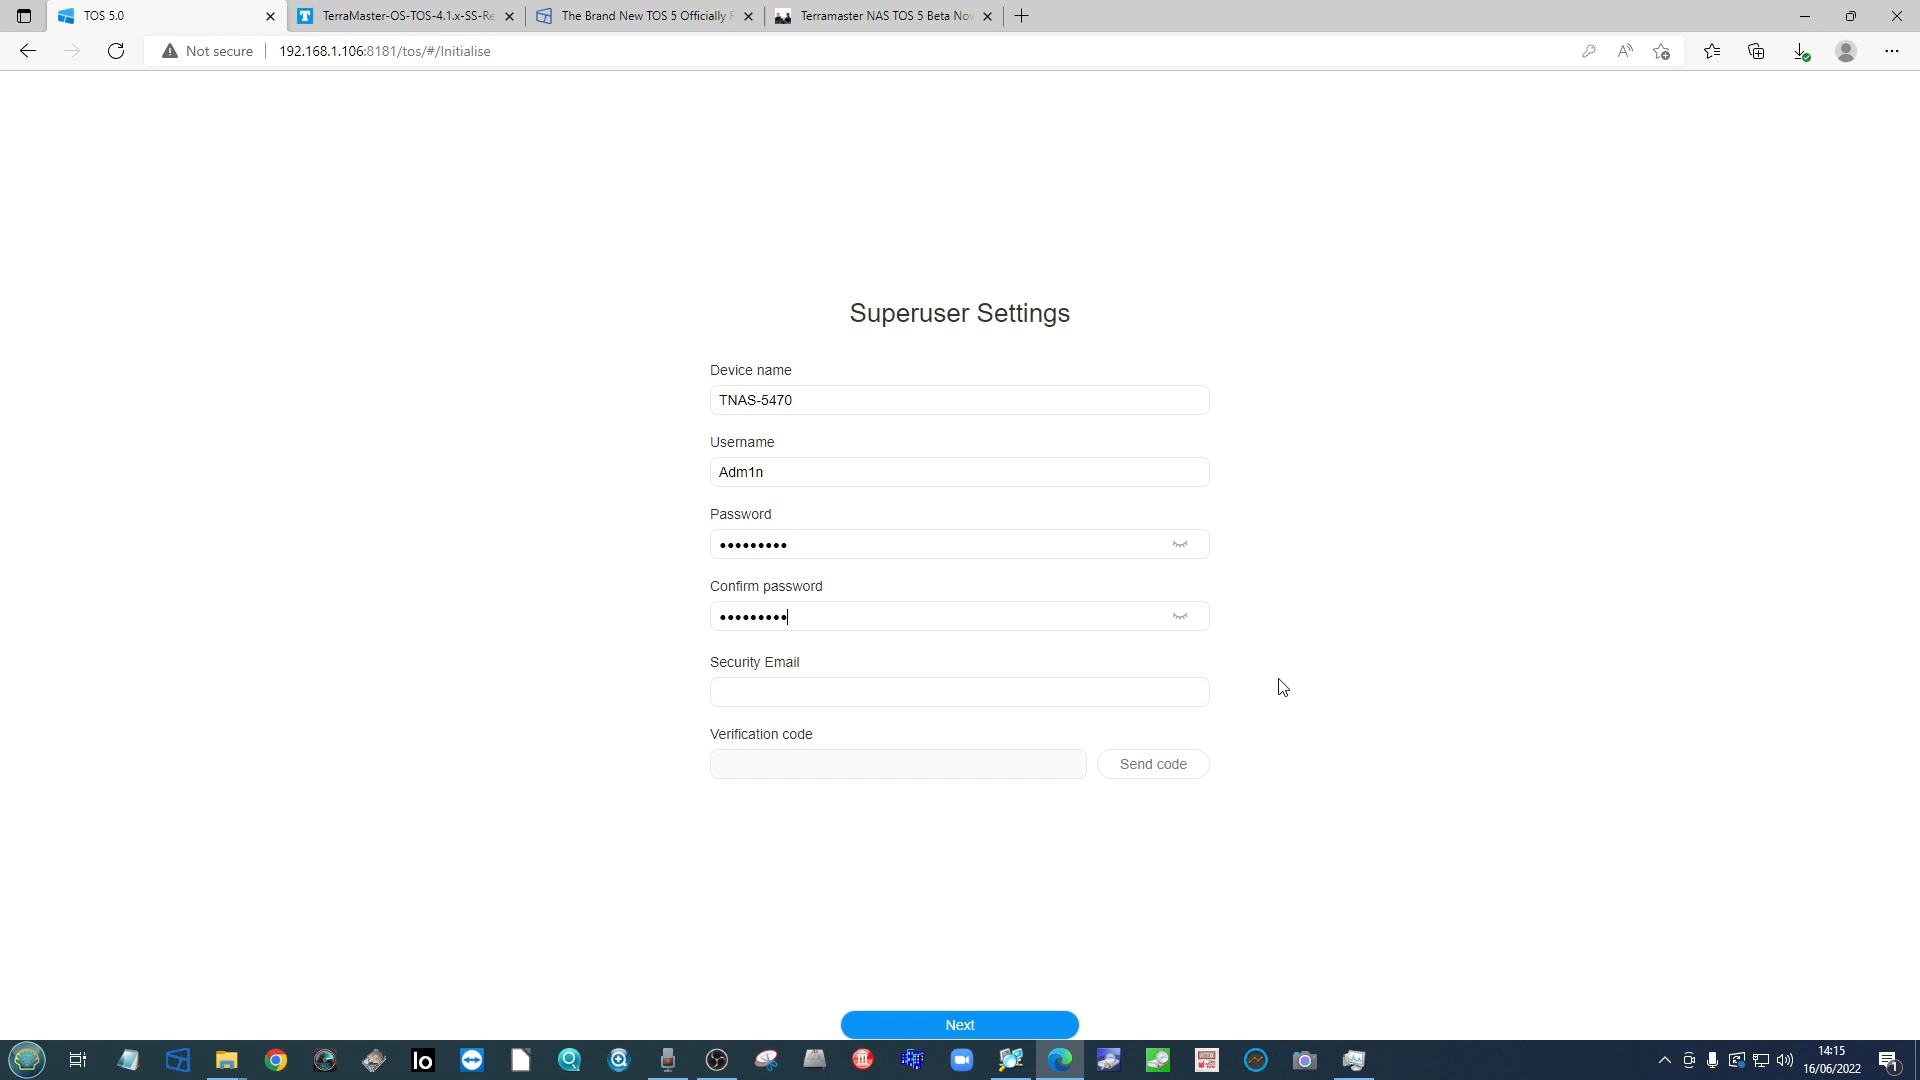 TOS 5.0
TerraMaster-OS-TOS-4.1.x-SS-Re
The Brand New TOS 5 Officially
Terramaster NAS TOS 5 Beta
Not secure
192.168.1.106:8181/tos/#/Initialise
Superuser Settings
Device name
TNAS-5470
Username
Adm1n
Password
•••••••••
Confirm password
•••••••••
Security Email
Verification code
Send code
Next
Io
14:15
16/06/2022
1